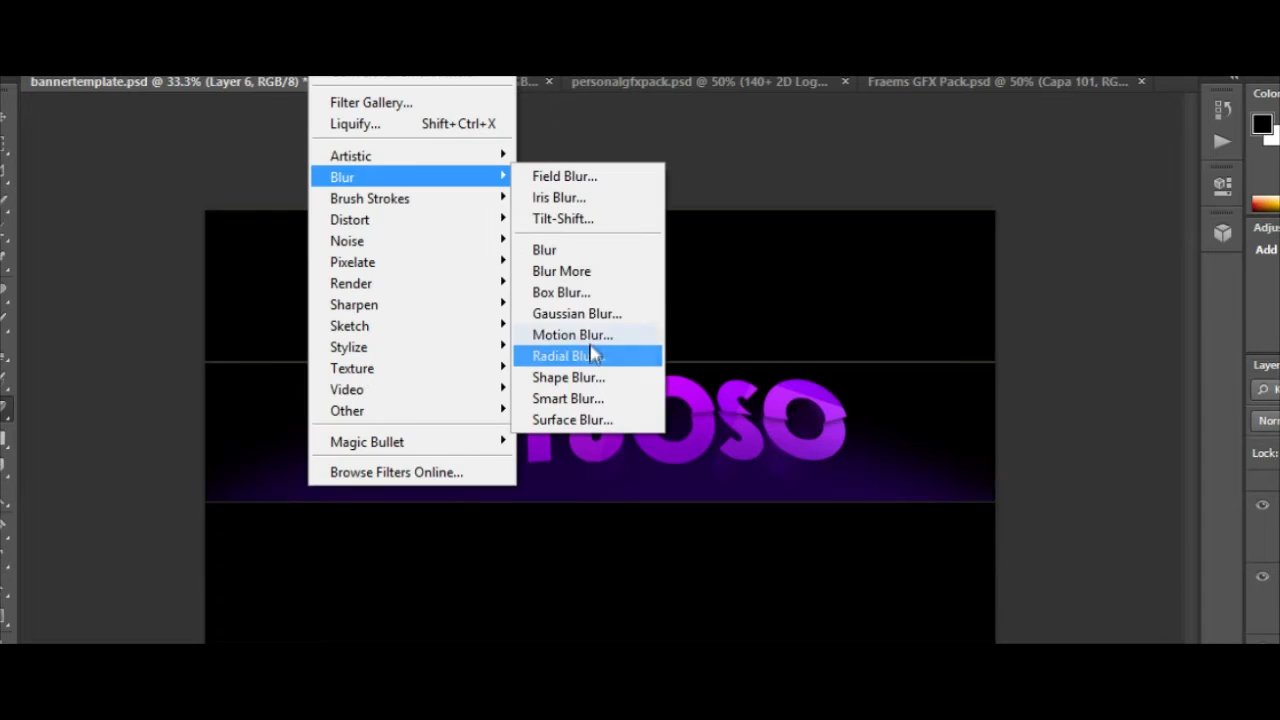 bannertemplate.psd @ 33.3% (Layer 6, RGB/8) *
B... ×
personalgfxpack.psd @ 50% (140+ 2D Log... ×
Fraems GFX Pack.psd @ 50% (Capa 101, RG... ×
Filter Gallery...
Liquify... Shift+Ctrl+X
Artistic
Blur
Brush Strokes
Distort
Noise
Pixelate
Render
Sharpen
Sketch
Stylize
Texture
Video
Other
Magic Bullet
Browse Filters Online...
Field Blur...
Iris Blur...
Tilt-Shift...
Blur
Blur More
Box Blur...
Gaussian Blur...
Motion Blur...
Radial Blu
Shape Blur...
Smart Blur...
Surface Blur...
OSO
Color
Adjus
Add
Layer
Norr
Lock: